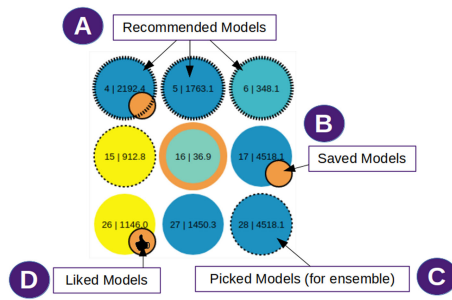 A
Recommended Models
4 | 2192.4
5 | 1763.1
6 | 348.1
B
15 | 912.8
16 | 36.9
17 | 4518.1
Saved Models
26 | 1146.0
27 | 1450.3
28 | 4518.1
D
Liked Models
Picked Models (for ensemble)
C